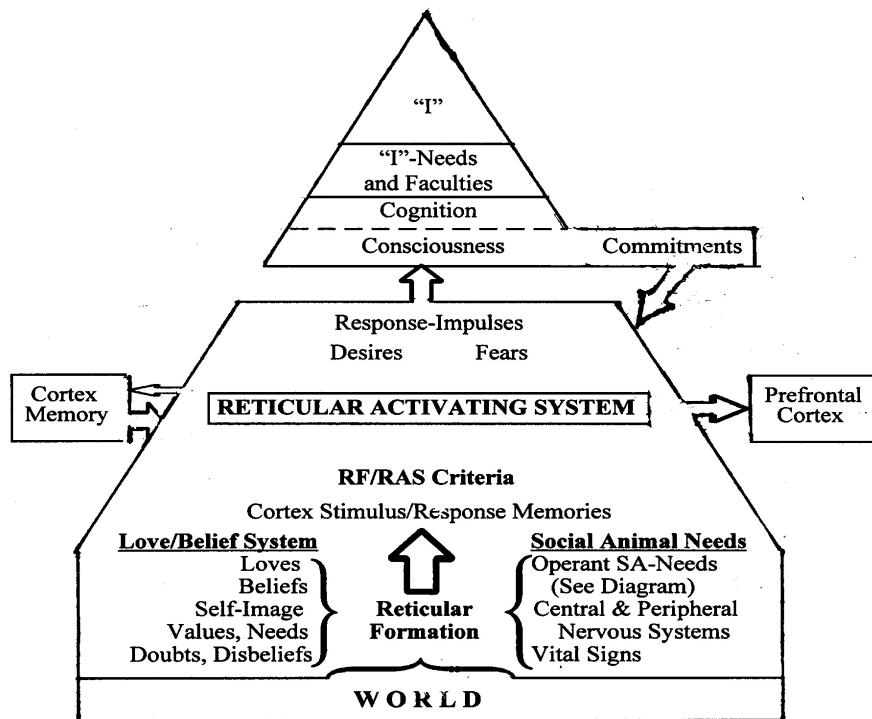 “I”
“I”-Needs
and Faculties
Cognition
Consciousness
Commitments
Response-Impulses
Desires
Fears
Cortex
Memory
RETICULAR ACTIVATING SYSTEM
Prefrontal
Cortex
RF/RAS Criteria
Cortex Stimulus/Response Memories
Love/Belief System
Loves
Beliefs
Self-Image
Values, Needs
Doubts, Disbeliefs
Reticular
Formation
Social Animal Needs
Operant SA-Needs
(See Diagram)
Central & Peripheral
Nervous Systems
Vital Signs
WORLD